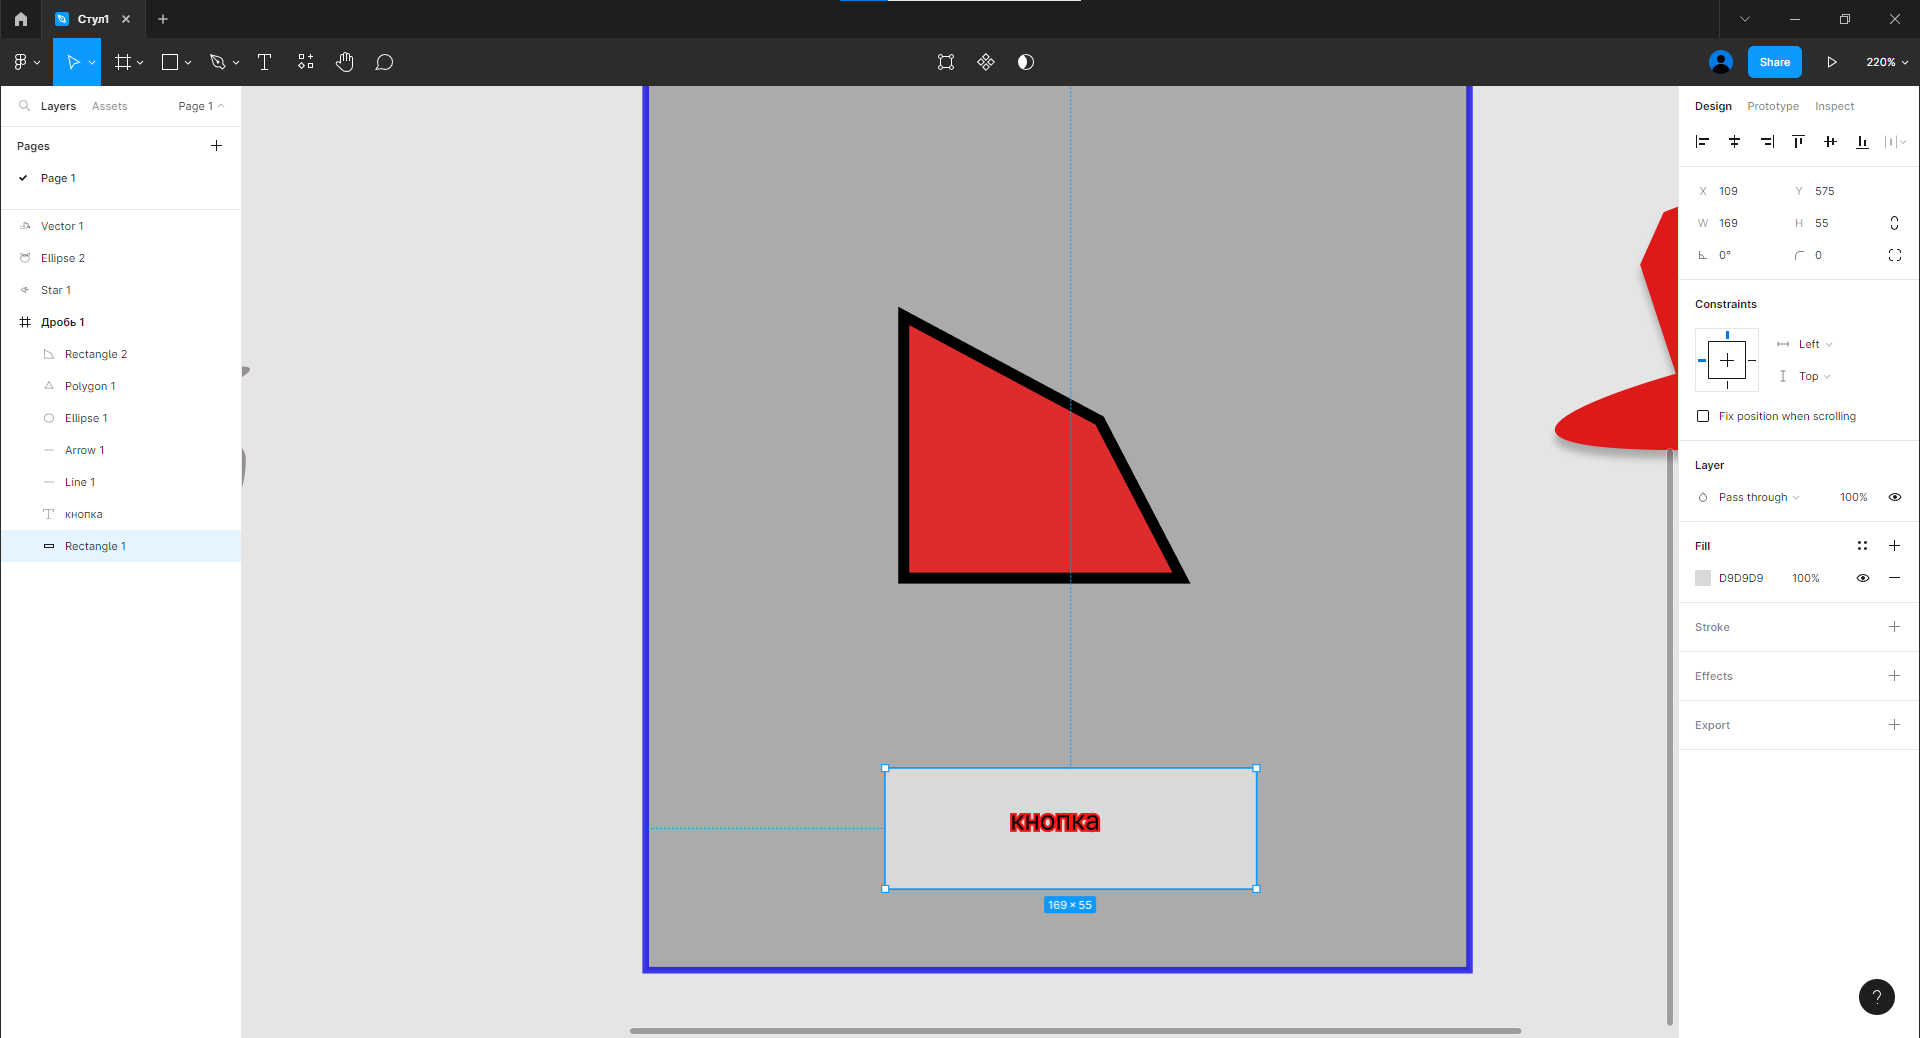 Стул1
Share
220%
Layers
Assets
Page 1
Pages
Page 1
Vector 1
Ellipse 2
Star 1
Дробь 1
Rectangle 2
Polygon 1
Ellipse 1
Arrow 1
Line 1
кнопка
Rectangle 1
кнопка
169 × 55
Design
Prototype
Inspect
X 109
Y 575
W 169
H 55
0°
0
Constraints
Left
Top
Fix position when scrolling
Layer
Pass through
100%
Fill
D9D9D9
100%
Stroke
Effects
Export
?